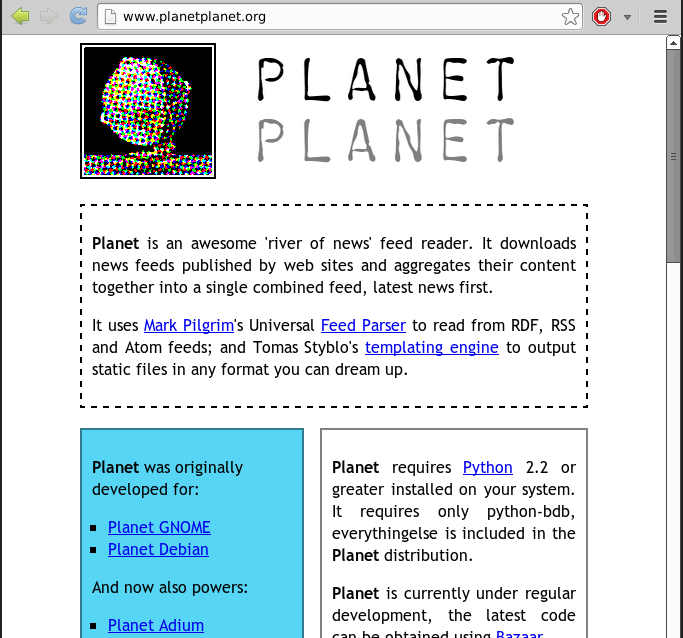 www.planetplanet.org
PLANET
PLANET
Planet is an awesome 'river of news' feed reader. It downloads
news feeds published by web sites and aggregates their content
together into a single combined feed, latest news first.
It uses Mark Pilgrim's Universal Feed Parser to read from RDF, RSS
and Atom feeds; and Tomas Styblo's templating engine to output
static files in any format you can dream up.
Planet was originally
developed for:
Planet GNOME
Planet Debian
And now also powers:
Planet Adium
Planet requires Python 2.2 or
greater installed on your system.
It requires only python-bdb,
everythingelse is included in the
Planet distribution.
Planet is currently under regular
development, the latest code
can be obtained using Bazaar